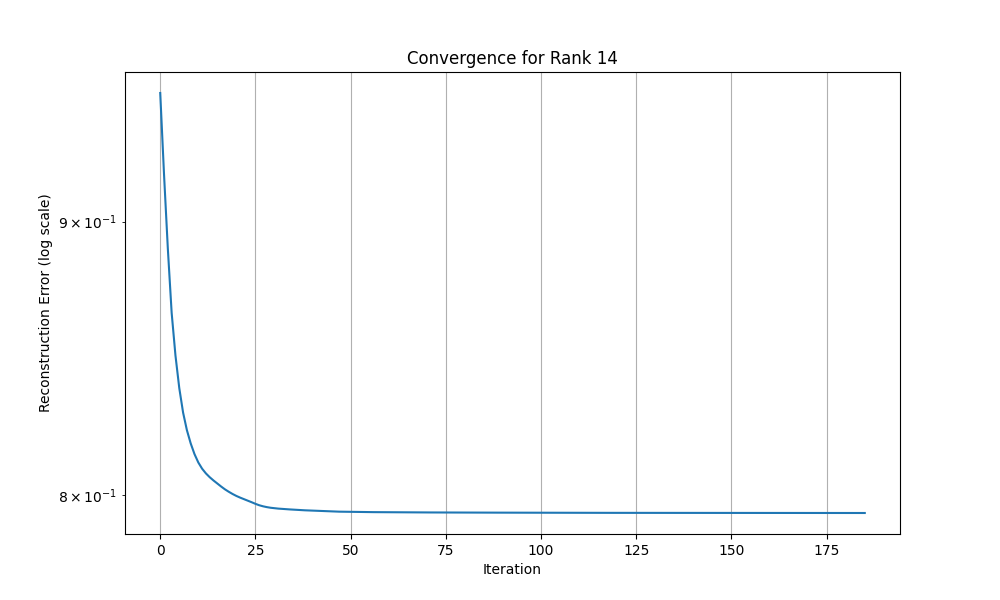 Convergence for Rank 14
Reconstruction Error (log scale)
9 × 10⁻¹
8 × 10⁻¹
0 25 50 75 100 125 150 175
Iteration